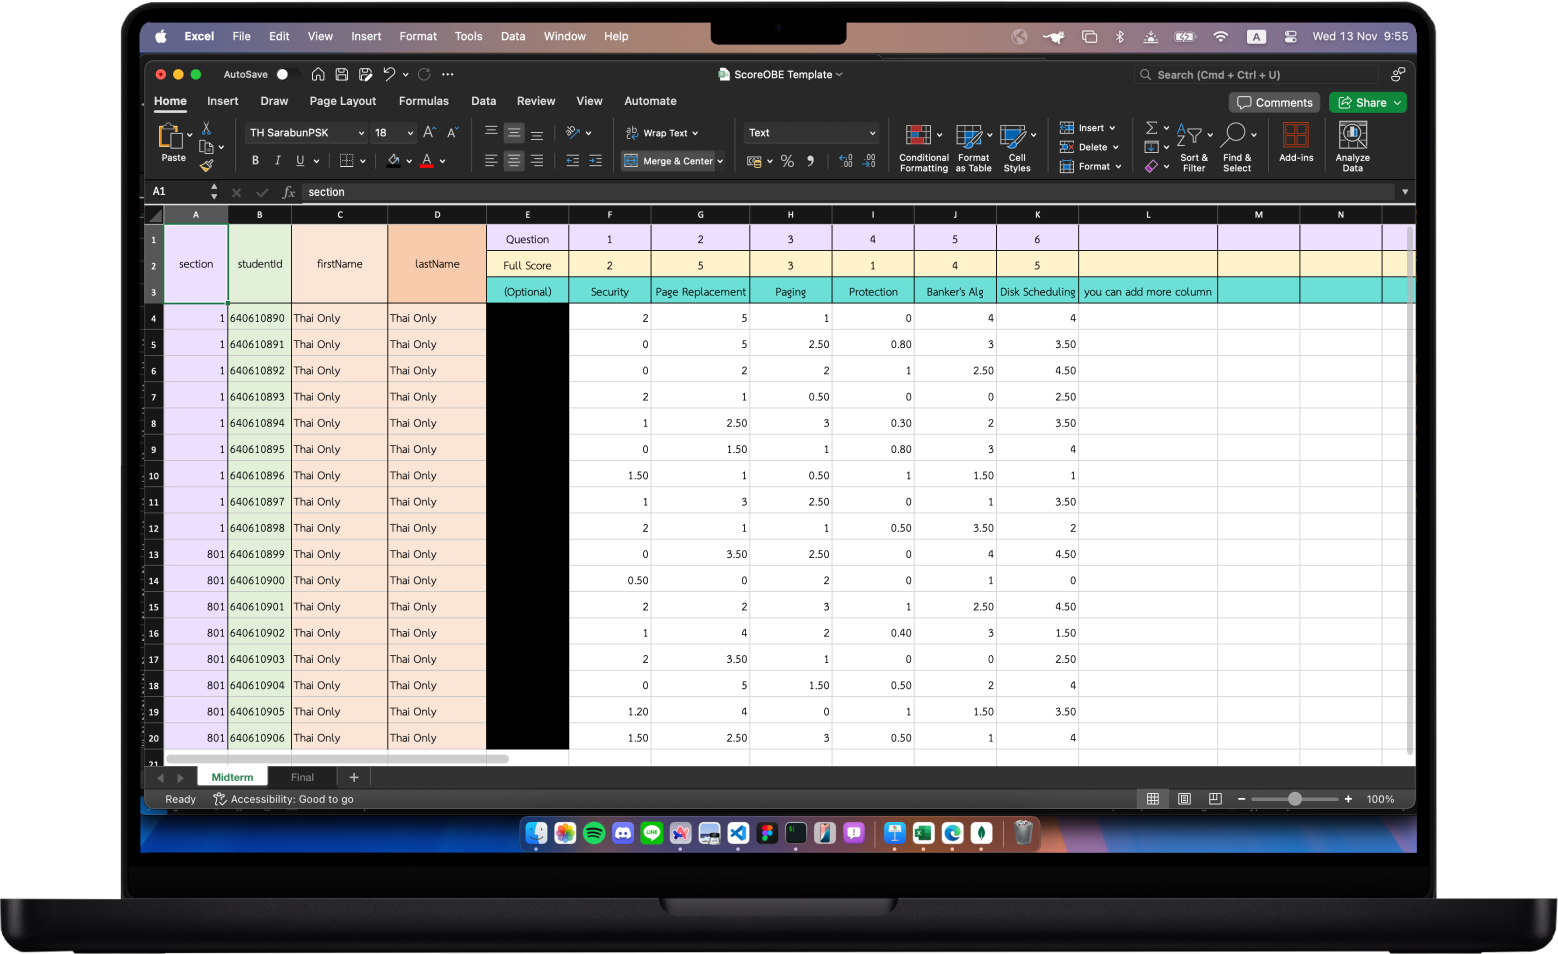 Excel File Edit View Insert Format Tools Data Window Help A Wed 13 Nov 9:55
AutoSave ScoreOBE Template Search (Cmd + Ctrl + U)
Home Insert Draw Page Layout Formulas Data Review View Automate Comments Share
Paste TH SarabunPSK 18 A A Wrap Text Text Insert
B I U A Merge & Center % Conditional Formatting Format as Table Cell Styles Delete Format Sort & Filter Find & Select Add-ins Analyze Data
A1 fx section
A B C D E F G H I J K L M N
1 section studentId firstName lastName Question 1 2 3 4 5 6
2 Full Score 2 5 3 1 4 5
3 (Optional) Security Page Replacement Paging Protection Banker's Alg Disk Scheduling you can add more column
4 1 640610890 Thai Only Thai Only 2 5 1 0 4 4
5 1 640610891 Thai Only Thai Only 0 5 2.50 0.80 3 3.50
6 1 640610892 Thai Only Thai Only 0 2 2 1 2.50 4.50
7 1 640610893 Thai Only Thai Only 2 1 0.50 0 0 2.50
8 1 640610894 Thai Only Thai Only 1 2.50 3 0.30 2 3.50
9 1 640610895 Thai Only Thai Only 0 1.50 1 0.80 3 4
10 1 640610896 Thai Only Thai Only 1.50 1 0.50 1 1.50 1
11 1 640610897 Thai Only Thai Only 1 3 2.50 0 1 3.50
12 1 640610898 Thai Only Thai Only 2 1 1 0.50 3.50 2
13 801 640610899 Thai Only Thai Only 0 3.50 2.50 0 4 4.50
14 801 640610900 Thai Only Thai Only 0.50 0 2 0 1 0
15 801 640610901 Thai Only Thai Only 2 2 3 1 2.50 4.50
16 801 640610902 Thai Only Thai Only 1 4 2 0.40 3 1.50
17 801 640610903 Thai Only Thai Only 2 3.50 1 0 0 2.50
18 801 640610904 Thai Only Thai Only 0 5 1.50 0.50 2 4
19 801 640610905 Thai Only Thai Only 1.20 4 0 1 1.50 3.50
20 801 640610906 Thai Only Thai Only 1.50 2.50 3 0.50 1 4
21
Midterm Final +
Ready Accessibility: Good to go 100%
LINE